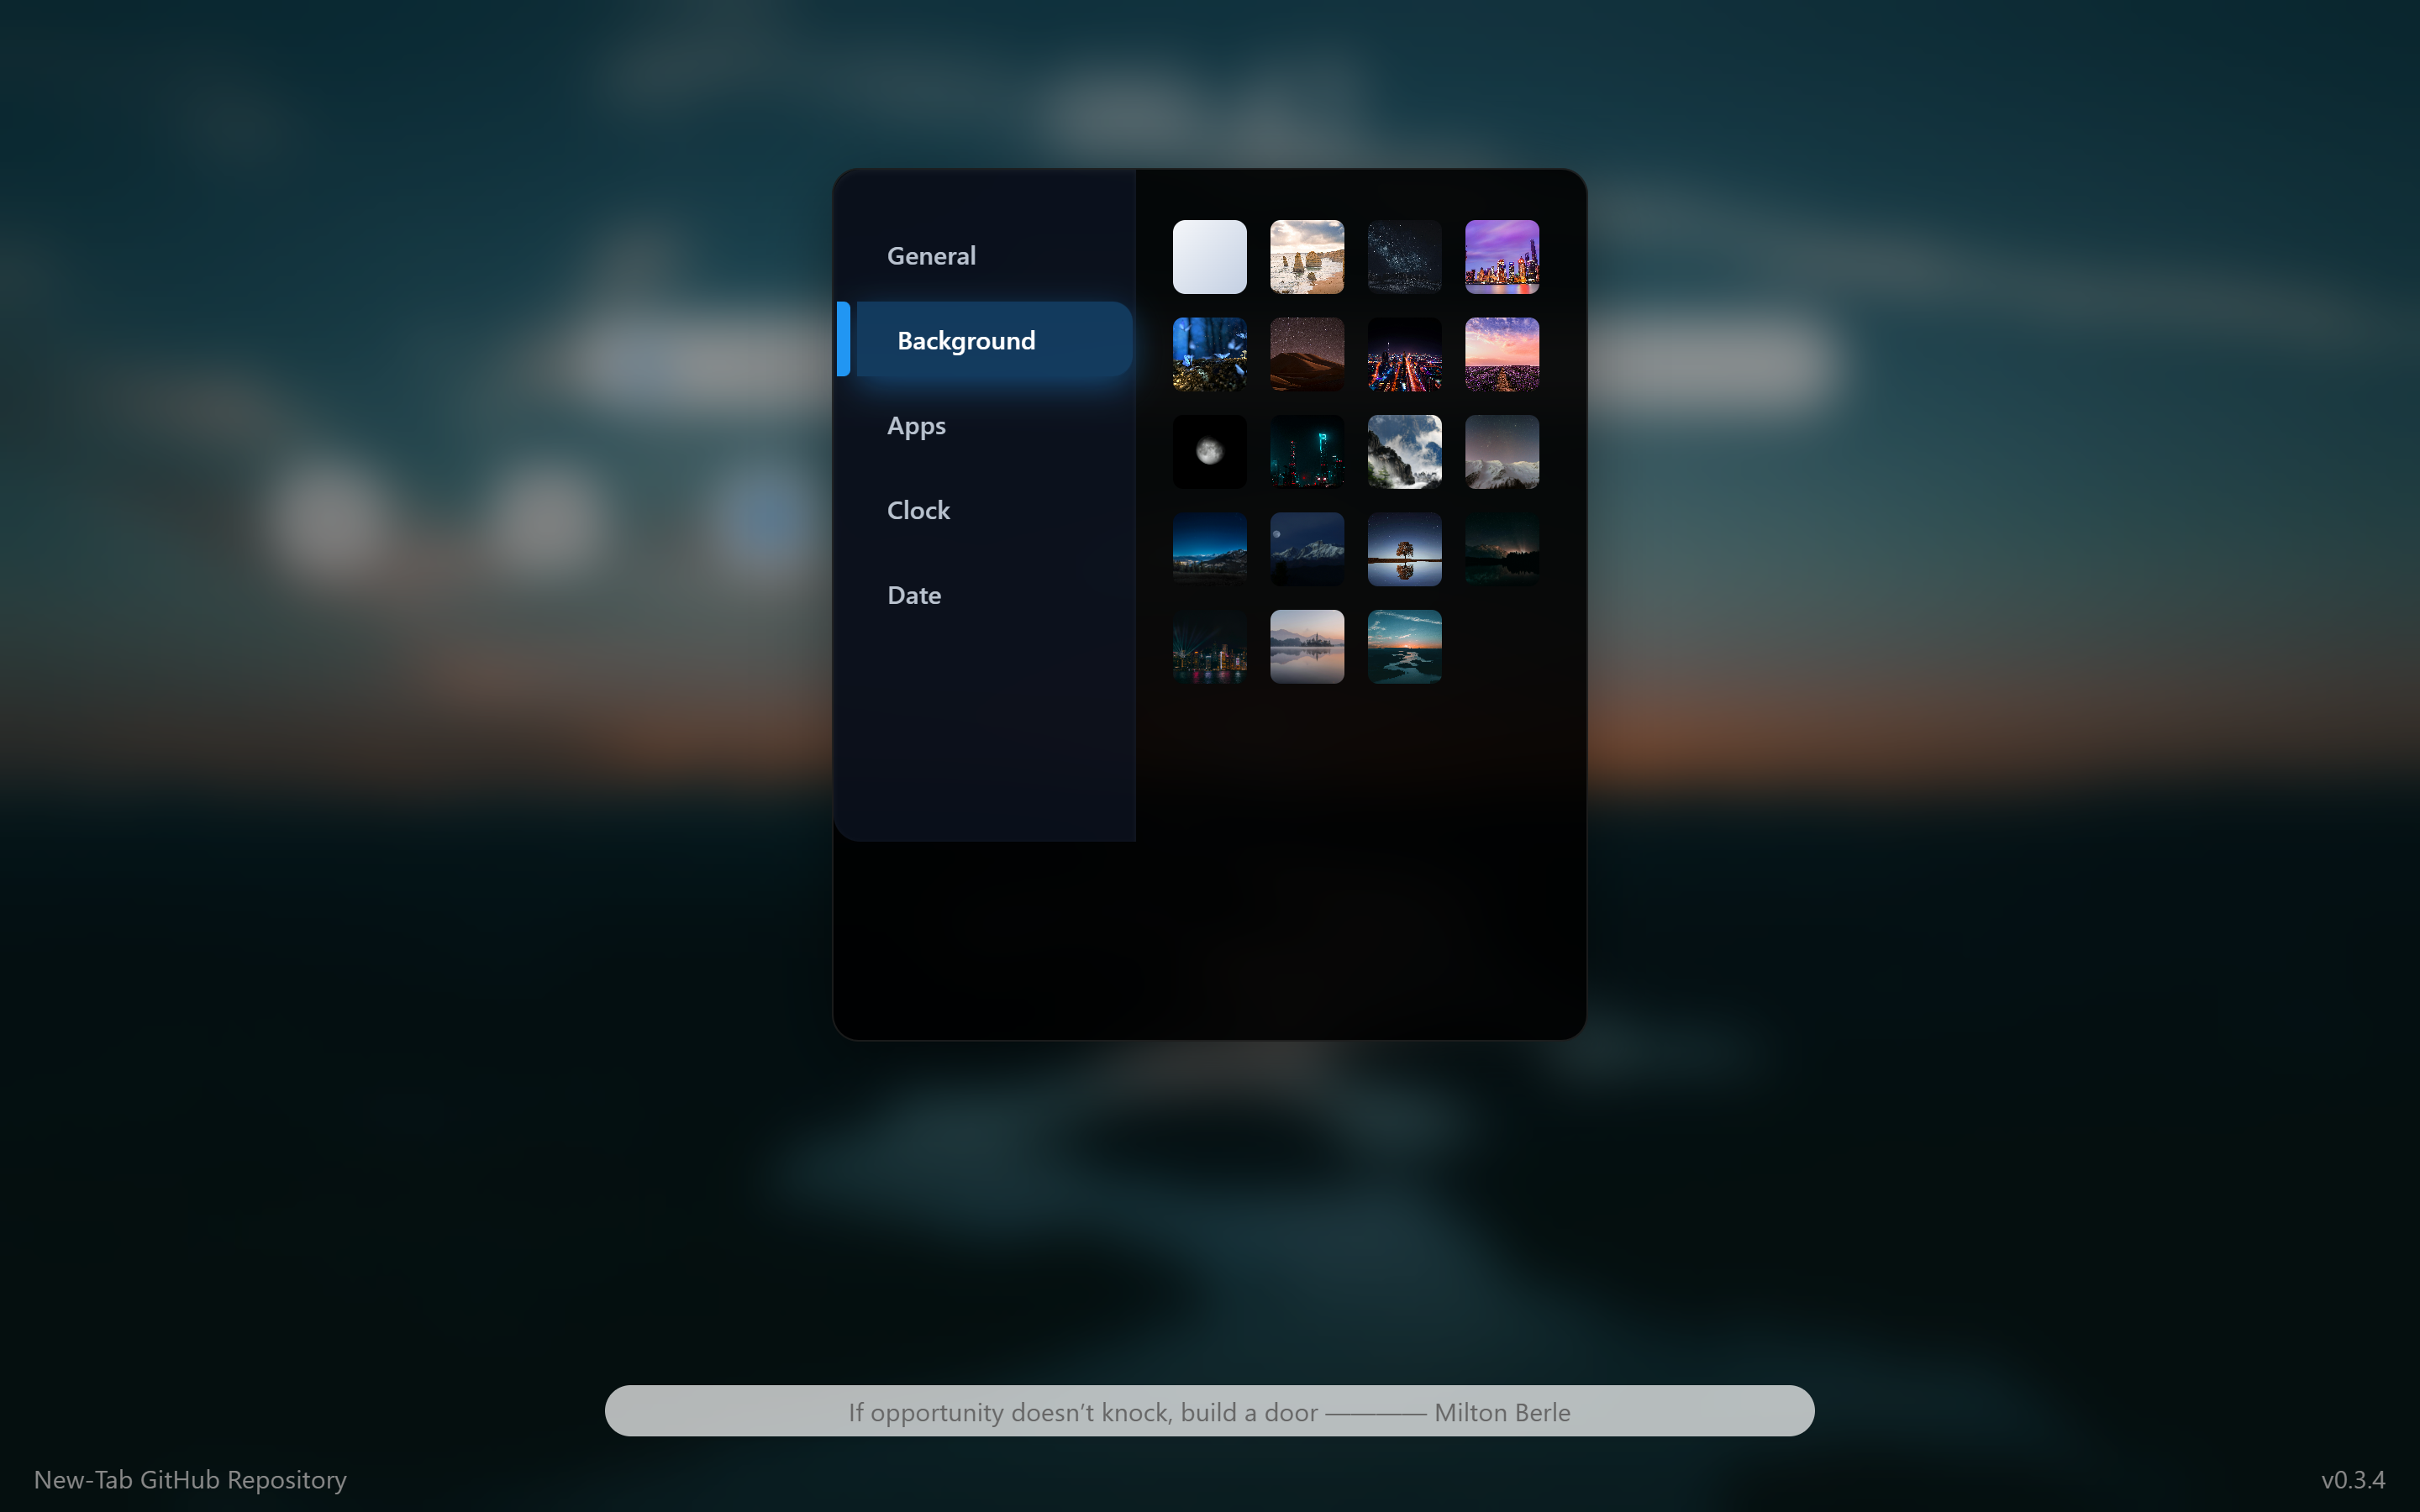 General
Background
Apps
Clock
Date
If opportunity doesn’t knock, build a door ———— Milton Berle
New-Tab GitHub Repository
v0.3.4